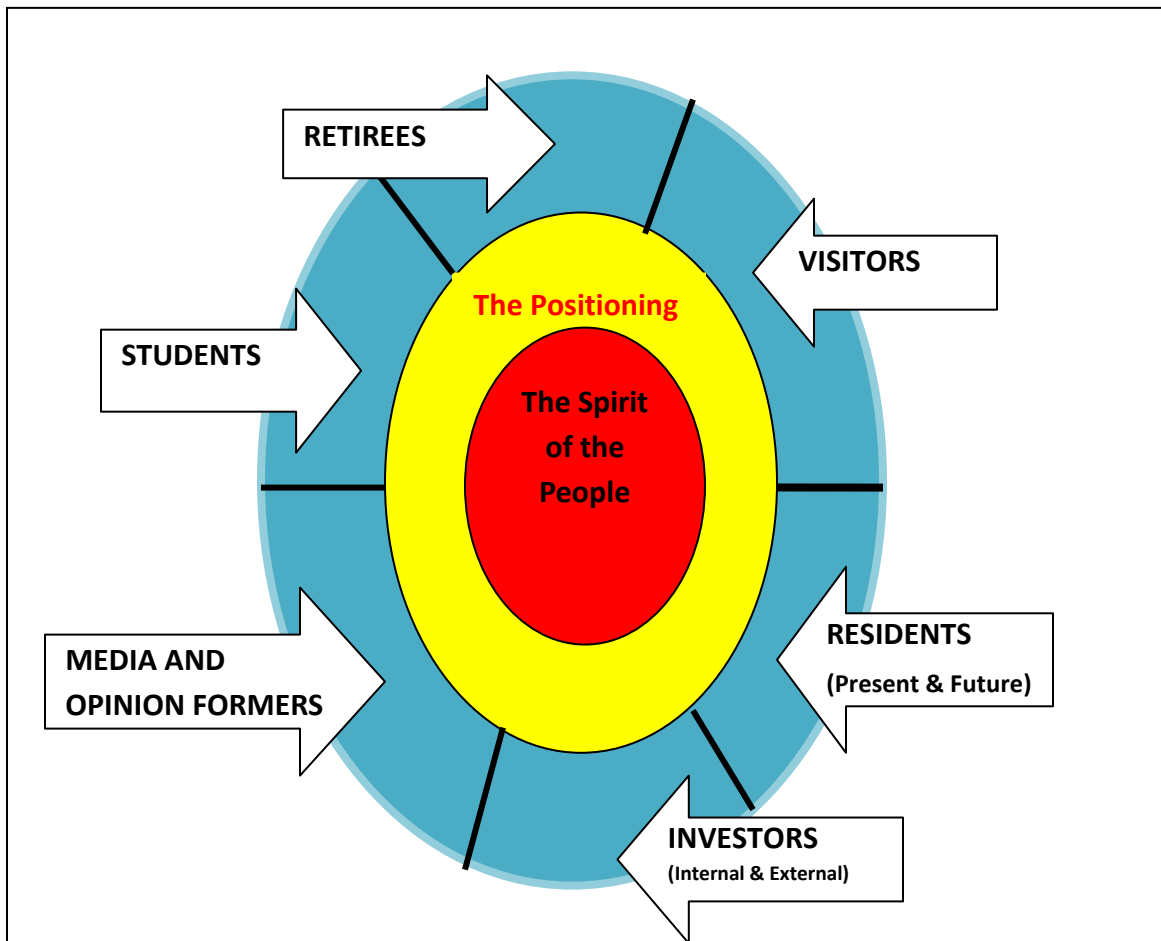 RETIREES
VISITORS
The Positioning
STUDENTS
The Spirit
of the
People
RESIDENTS
(Present & Future)
MEDIA AND
OPINION FORMERS
INVESTORS
(Internal & External)